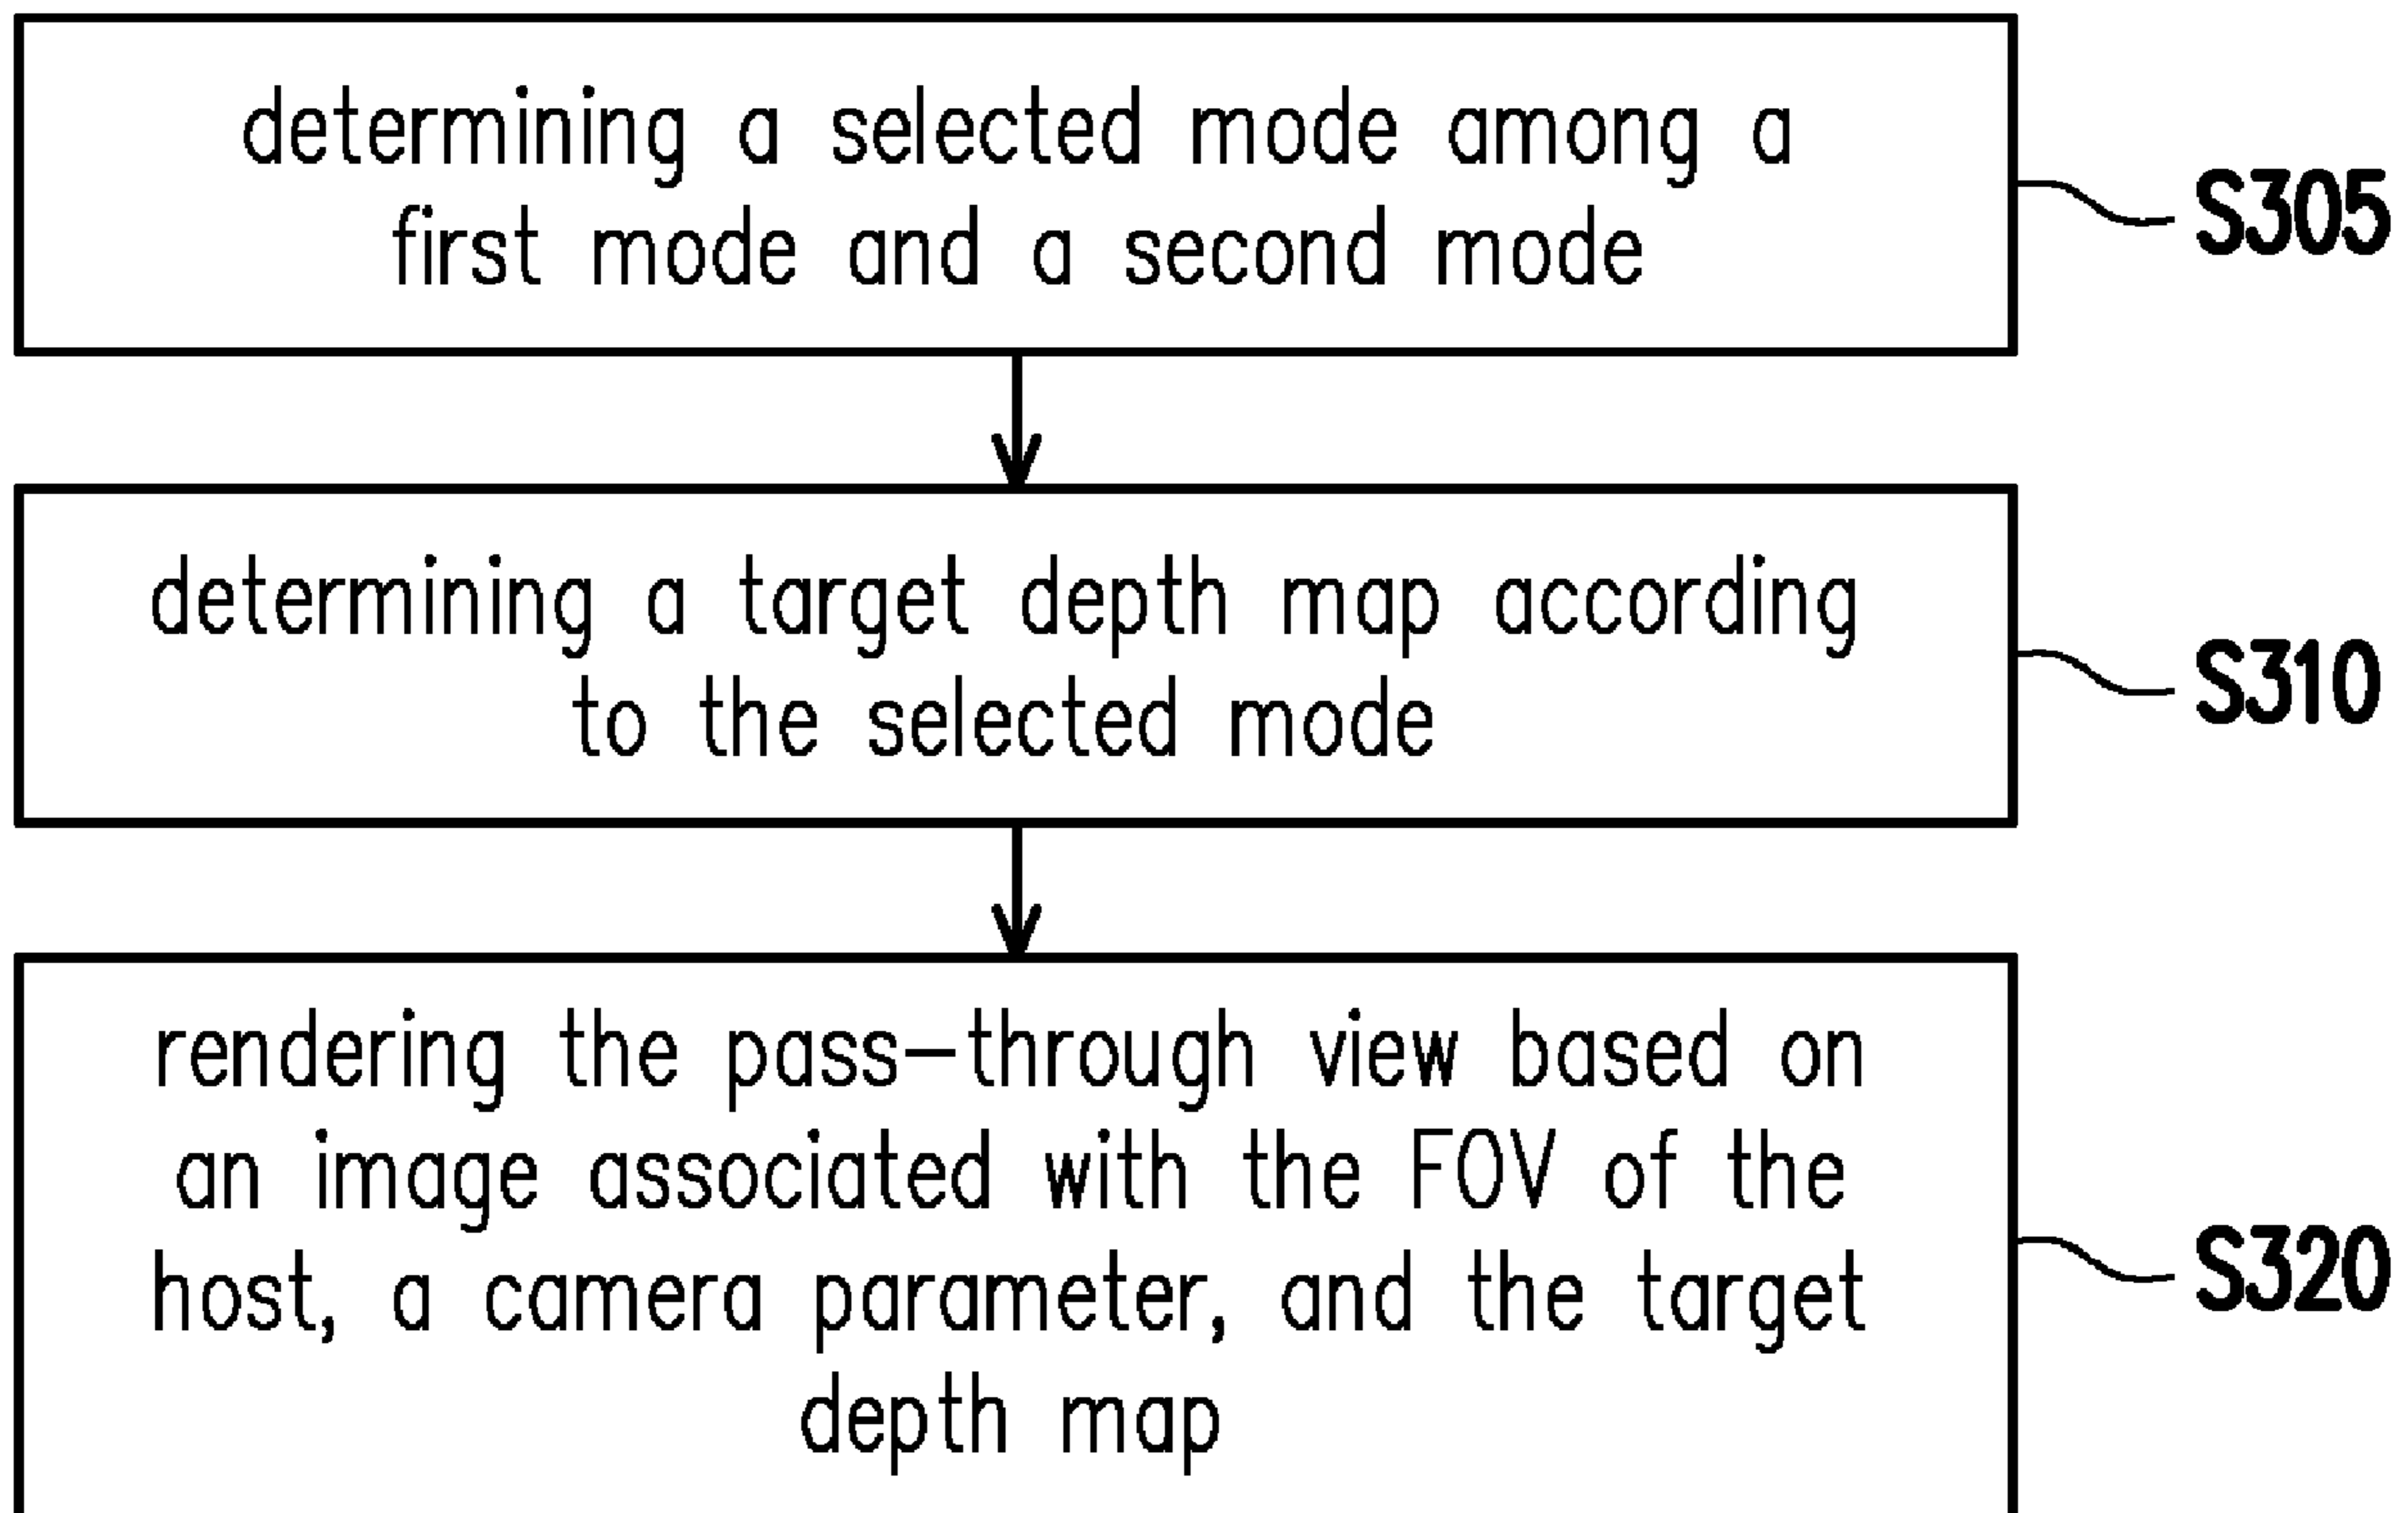 determining a selected mode among a
first mode and a second mode
S305
determining a target depth map according
to the selected mode
S310
rendering the pass-through view based on
an image associated with the FOV of the
host, a camera parameter, and the target
depth map
S320